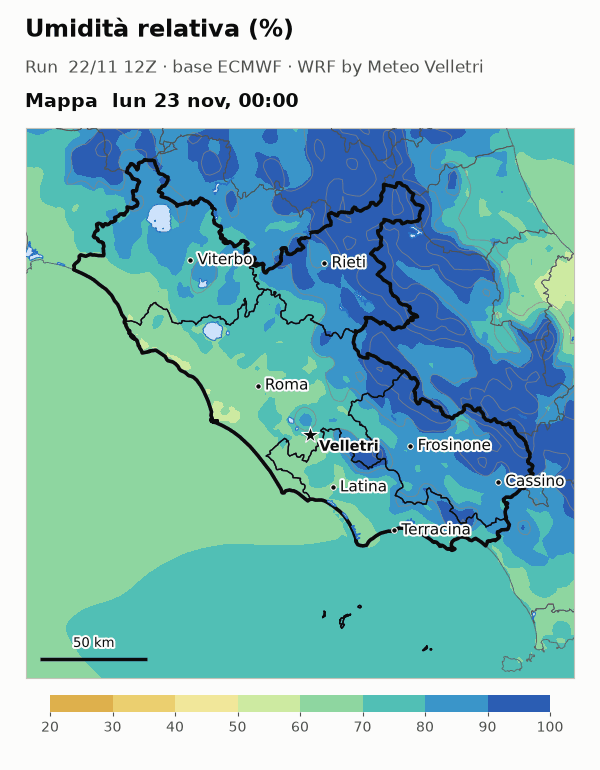 Umidità relativa (%)
Run 22/11 12Z · base ECMWF · WRF by Meteo Velletri
Mappa lun 23 nov, 00:00
Viterbo
Rieti
Roma
Velletri
Frosinone
Latina
Cassino
Terracina
50 km
20 30 40 50 60 70 80 90 100